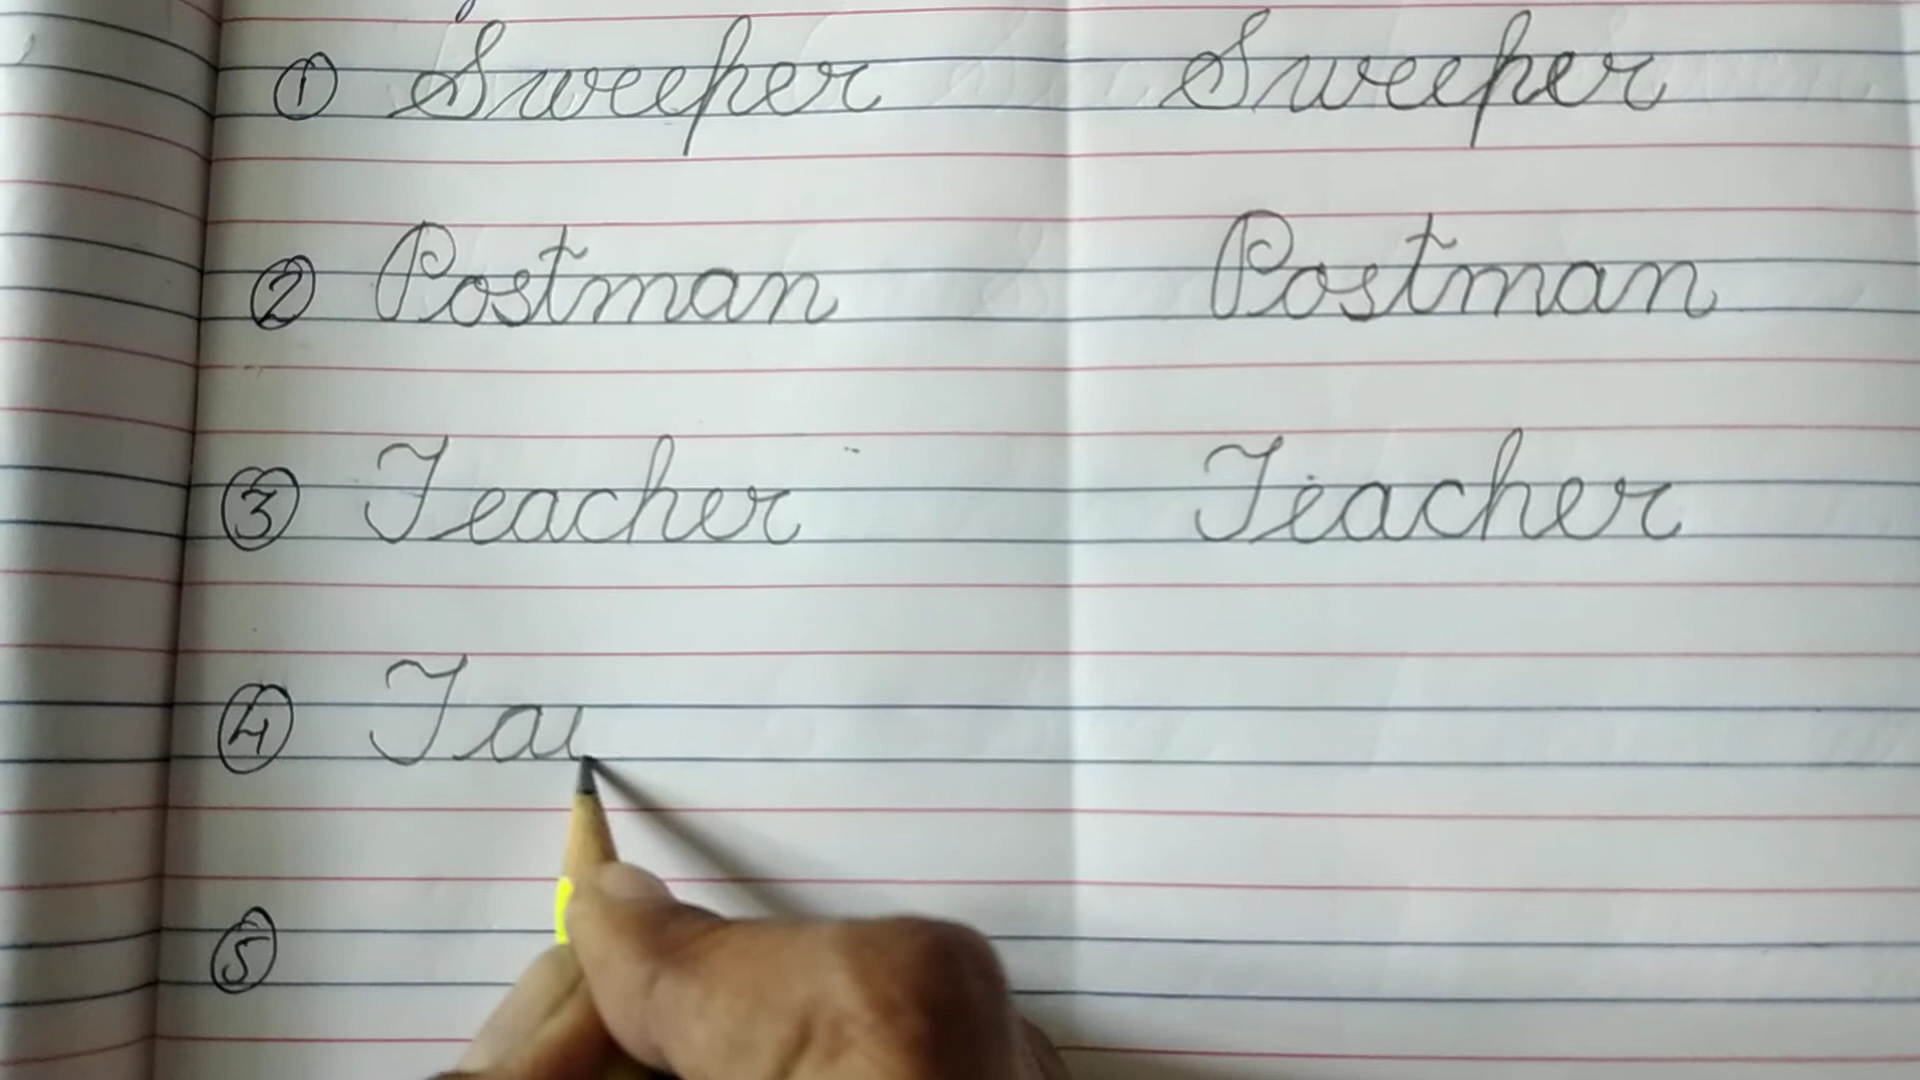 ① Sweeper Sweeper
② Postman Postman
③ Teacher Teacher
④ Tai
⑤